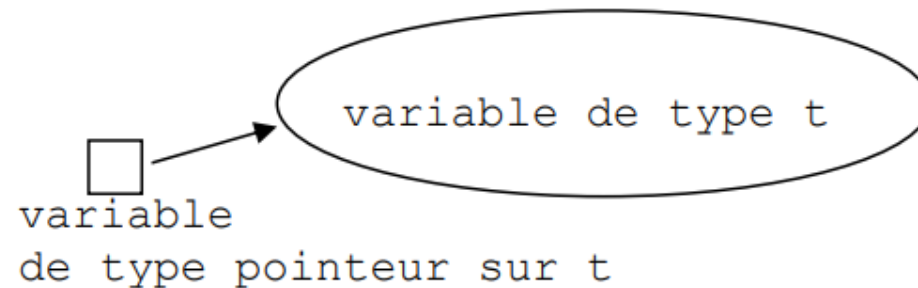 variable de type t
variable
de type pointeur sur t